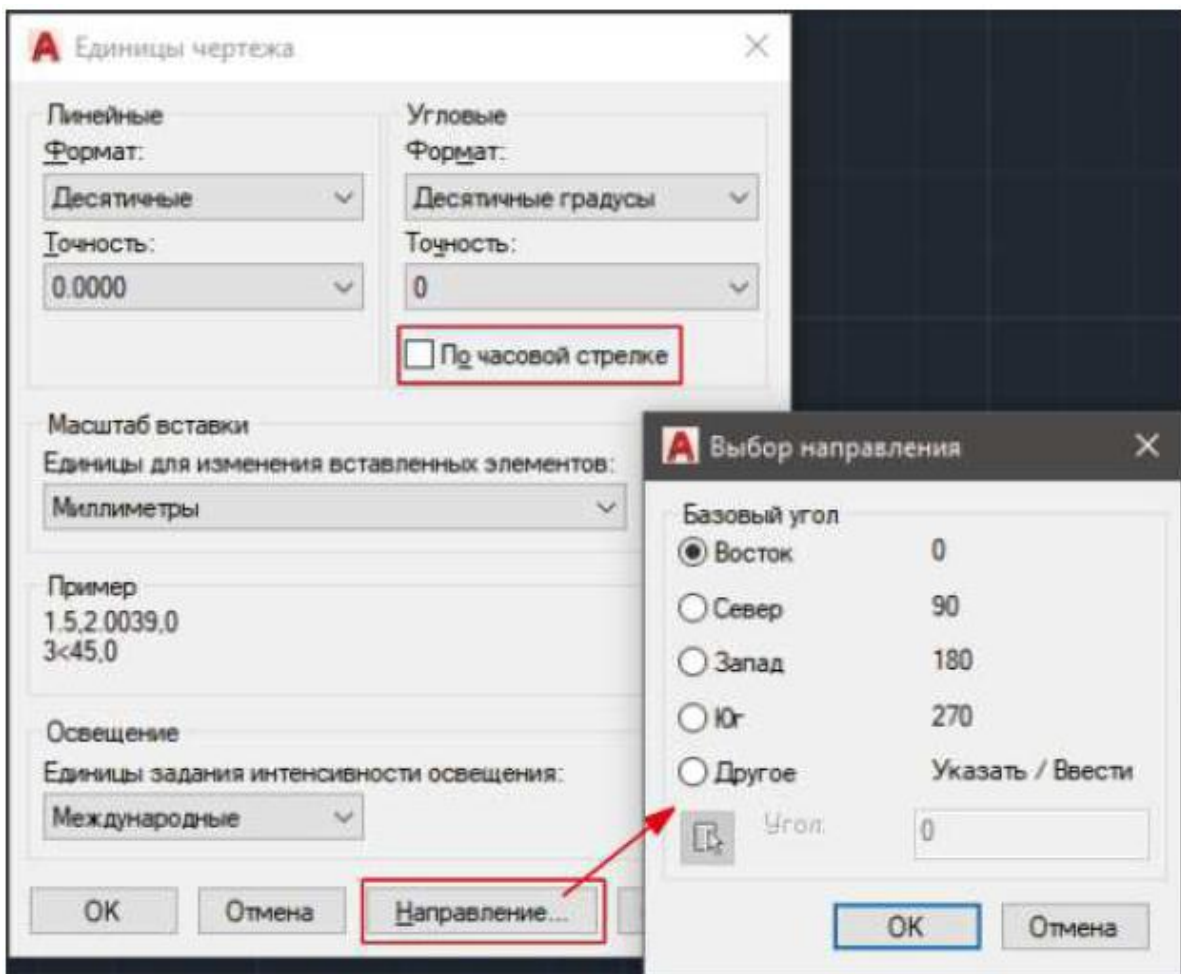 Единицы чертежа
Линейные
Формат:
Десятичные
Точность:
0.0000
Угловые
Формат:
Десятичные градусы
Точность:
0
По часовой стрелке
Масштаб вставки
Единицы для изменения вставленных элементов:
Миллиметры
Пример
1.5,2.0039,0
3<45,0
Освещение
Единицы задания интенсивности освещения:
Международные
OK
Отмена
Направление...
Выбор направления
Базовый угол
Восток 0
Север 90
Запад 180
Юг 270
Другое Указать / Ввести
Угол: 0
OK
Отмена